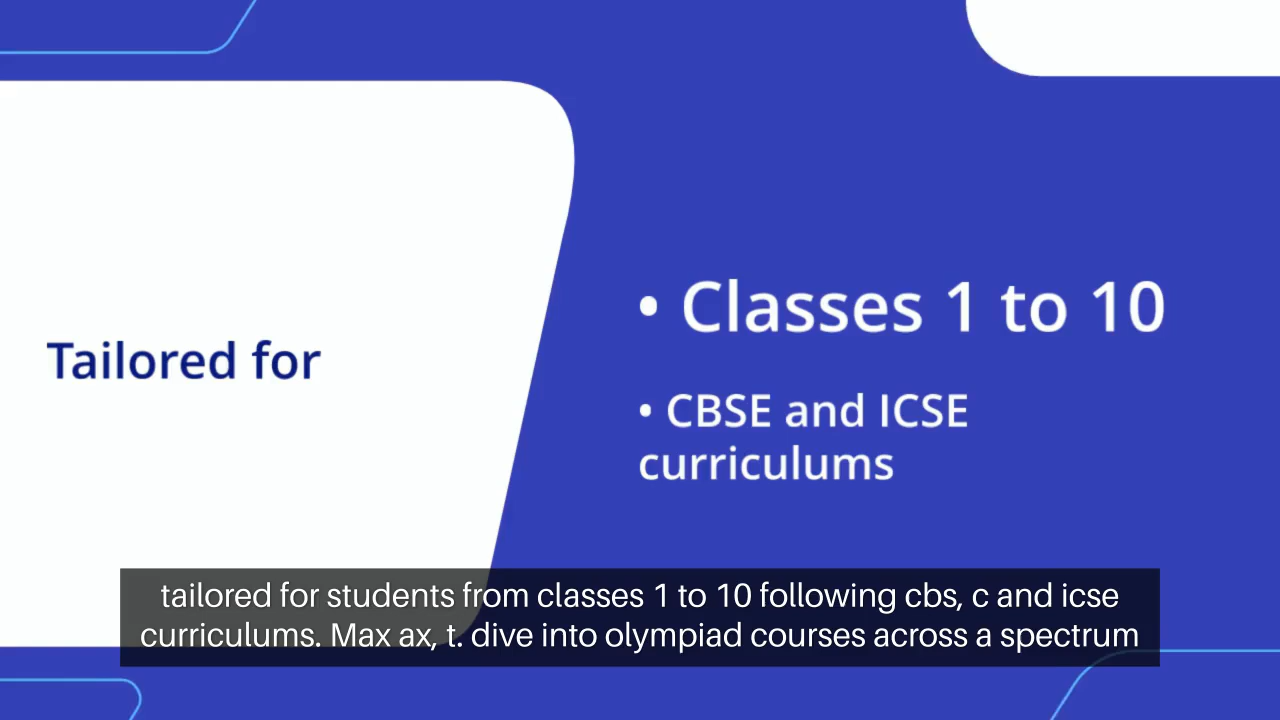 Tailored for
• Classes 1 to 10
• CBSE and ICSE
curriculums
tailored for students from classes 1 to 10 following cbs, c and icse
curriculums. Max ax, t. dive into olympiad courses across a spectrum